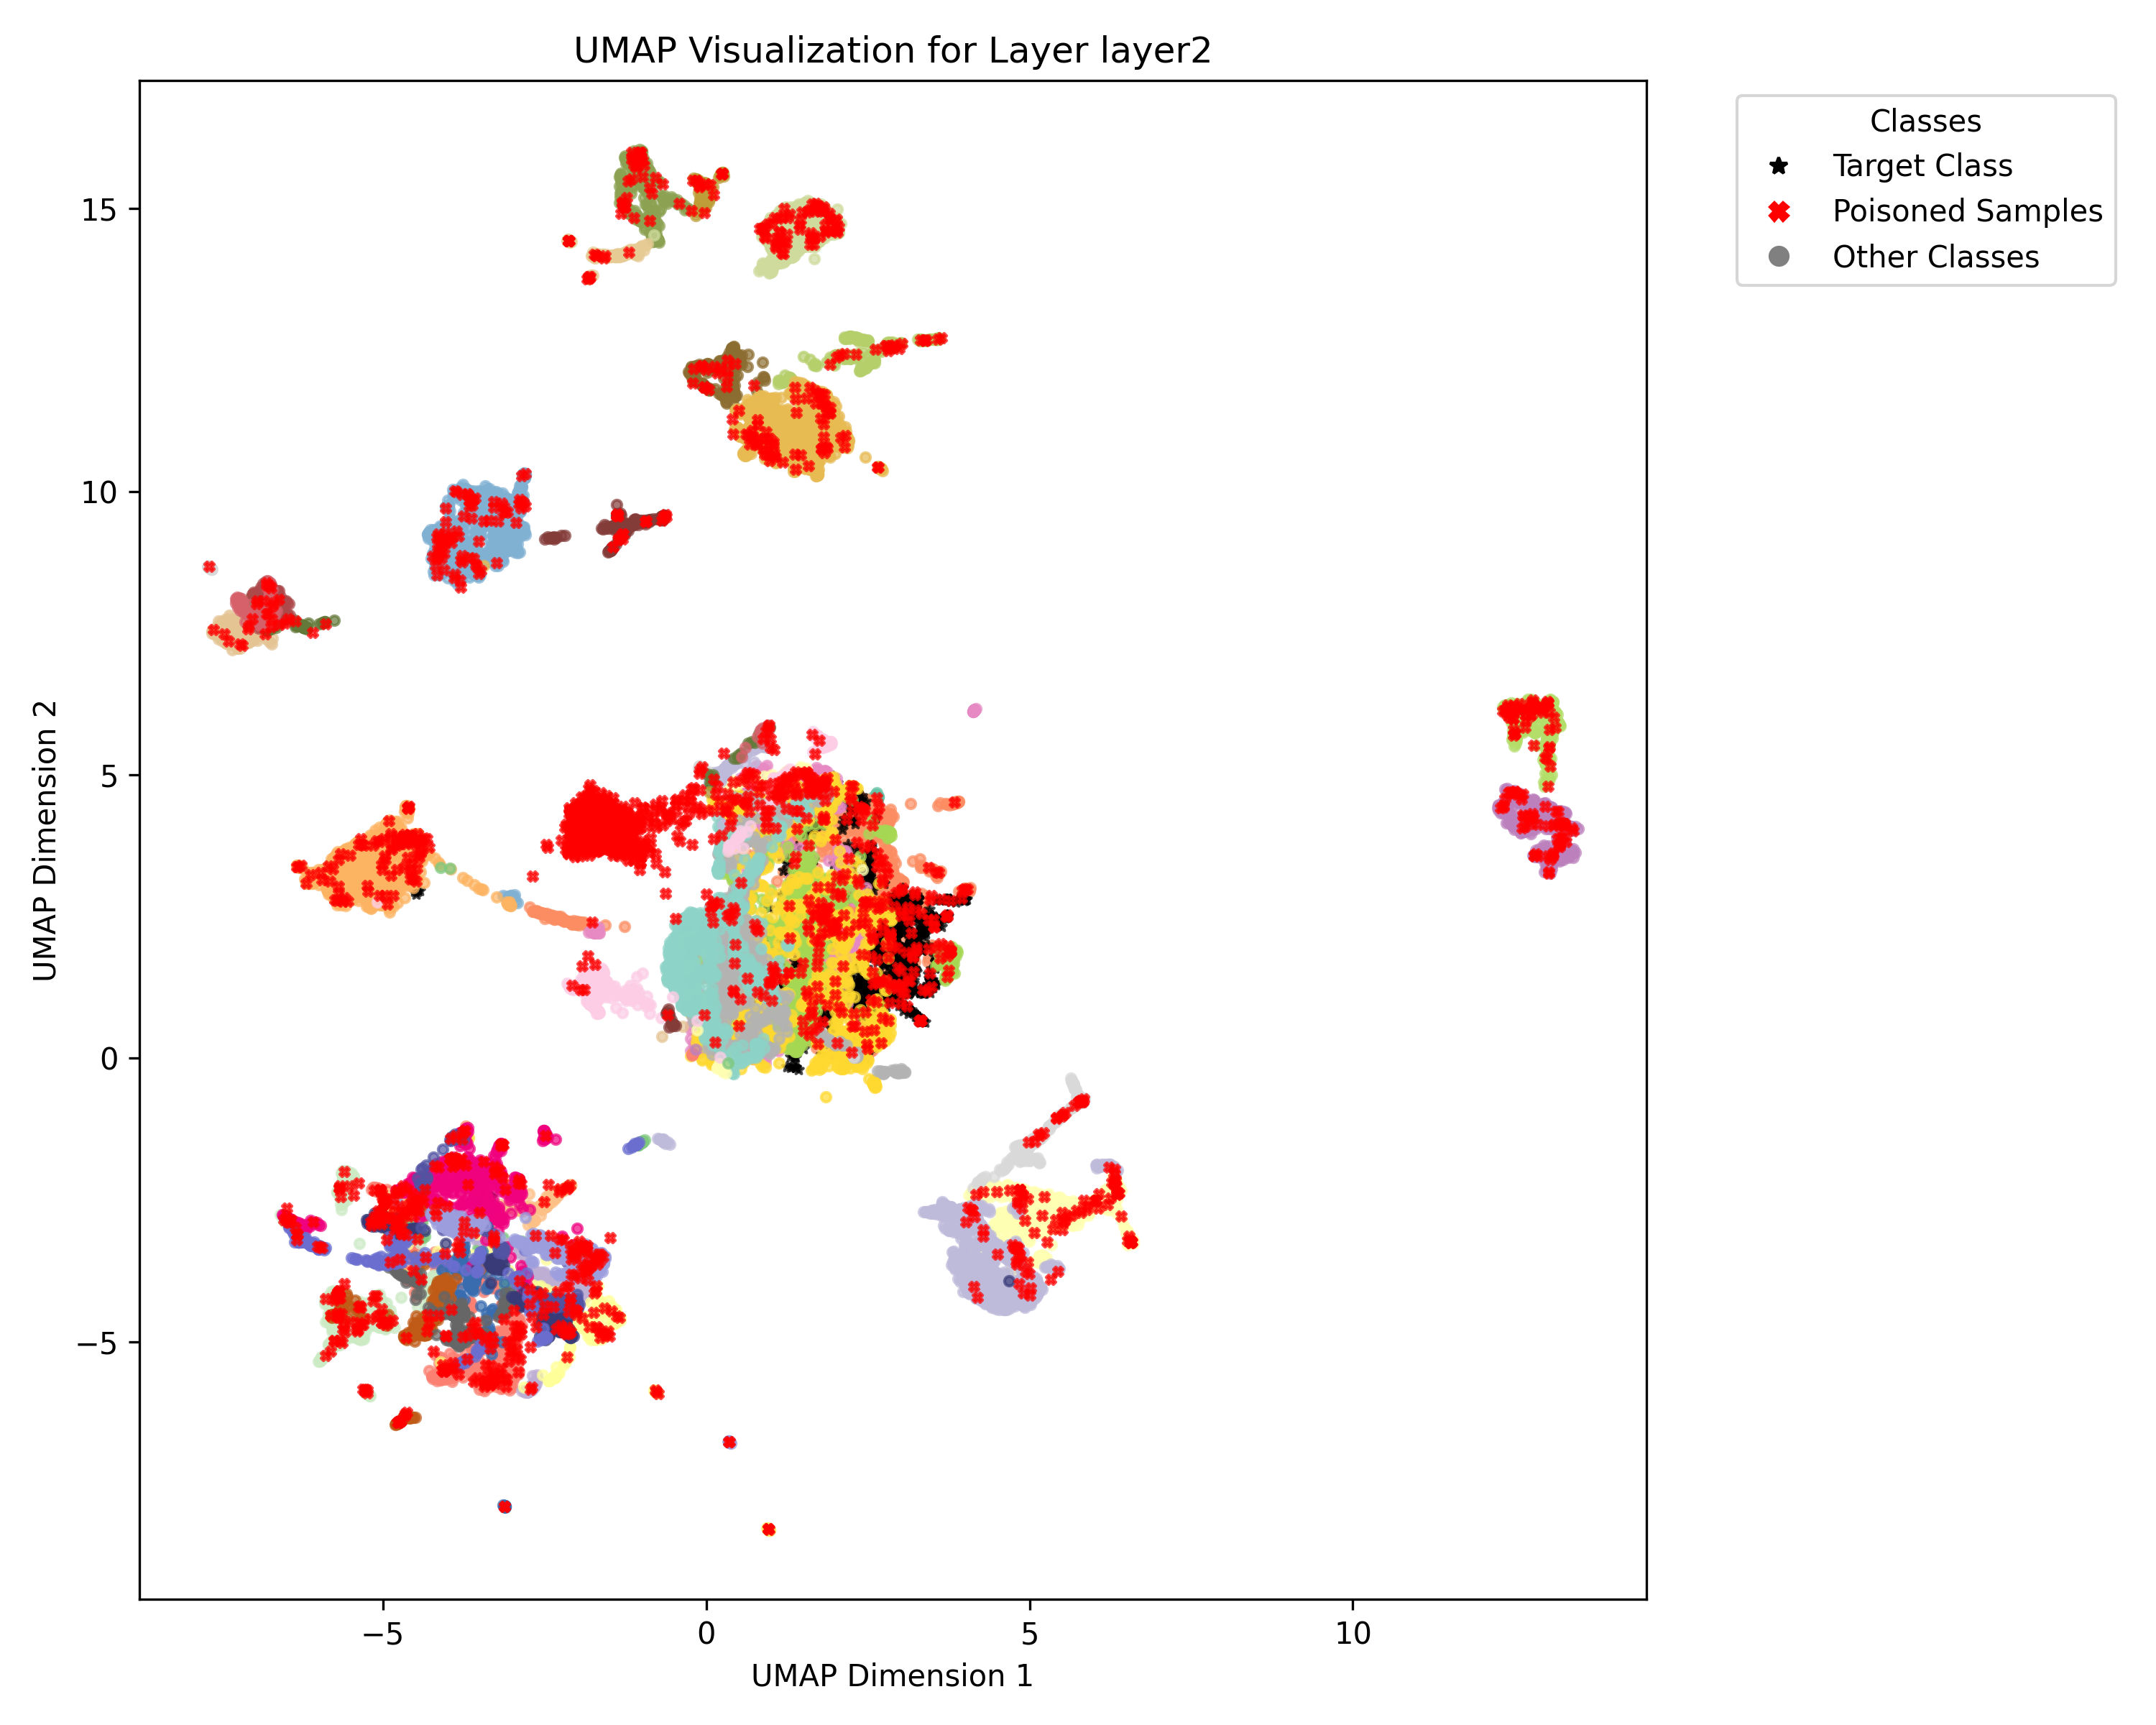 UMAP Visualization for Layer layer2
Classes
Target Class
Poisoned Samples
Other Classes
15
10
5
0
−5
UMAP Dimension 2
−5
0
5
10
UMAP Dimension 1